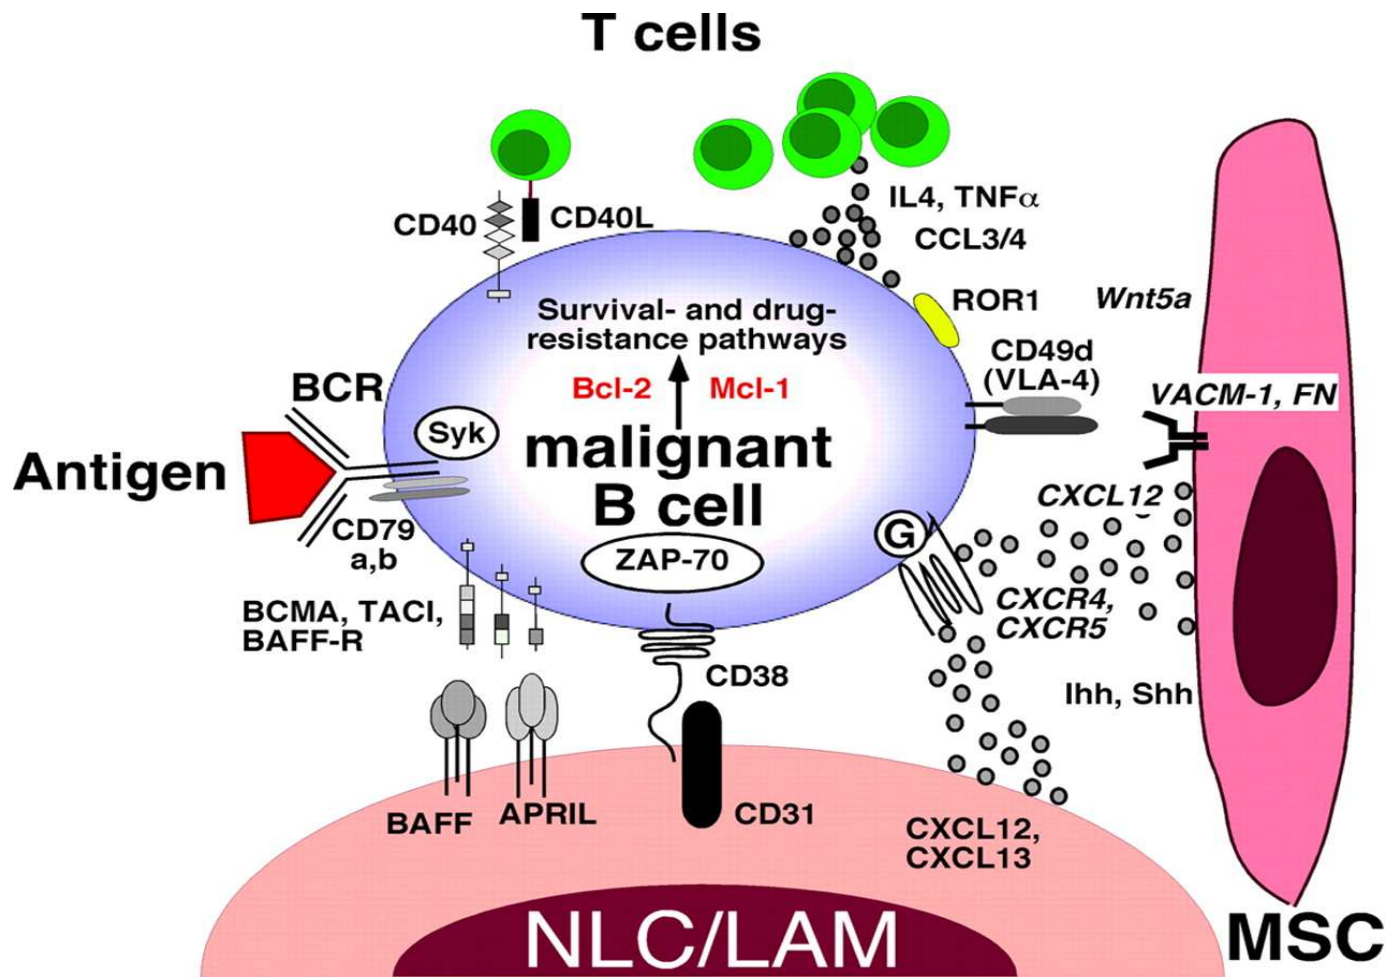 T cells
CD40
CD40L
IL4, TNFα
CCL3/4
ROR1
Wnt5a
Survival- and drug-
resistance pathways
CD49d
(VLA-4)
BCR
Bcl-2
Mcl-1
VACM-1, FN
Syk
malignant
B cell
Antigen
CXCL12
CD79
a,b
G
ZAP-70
BCMA, TACI,
BAFF-R
CXCR4,
CXCR5
CD38
Ihh, Shh
BAFF
APRIL
CD31
CXCL12,
CXCL13
NLC/LAM
MSC